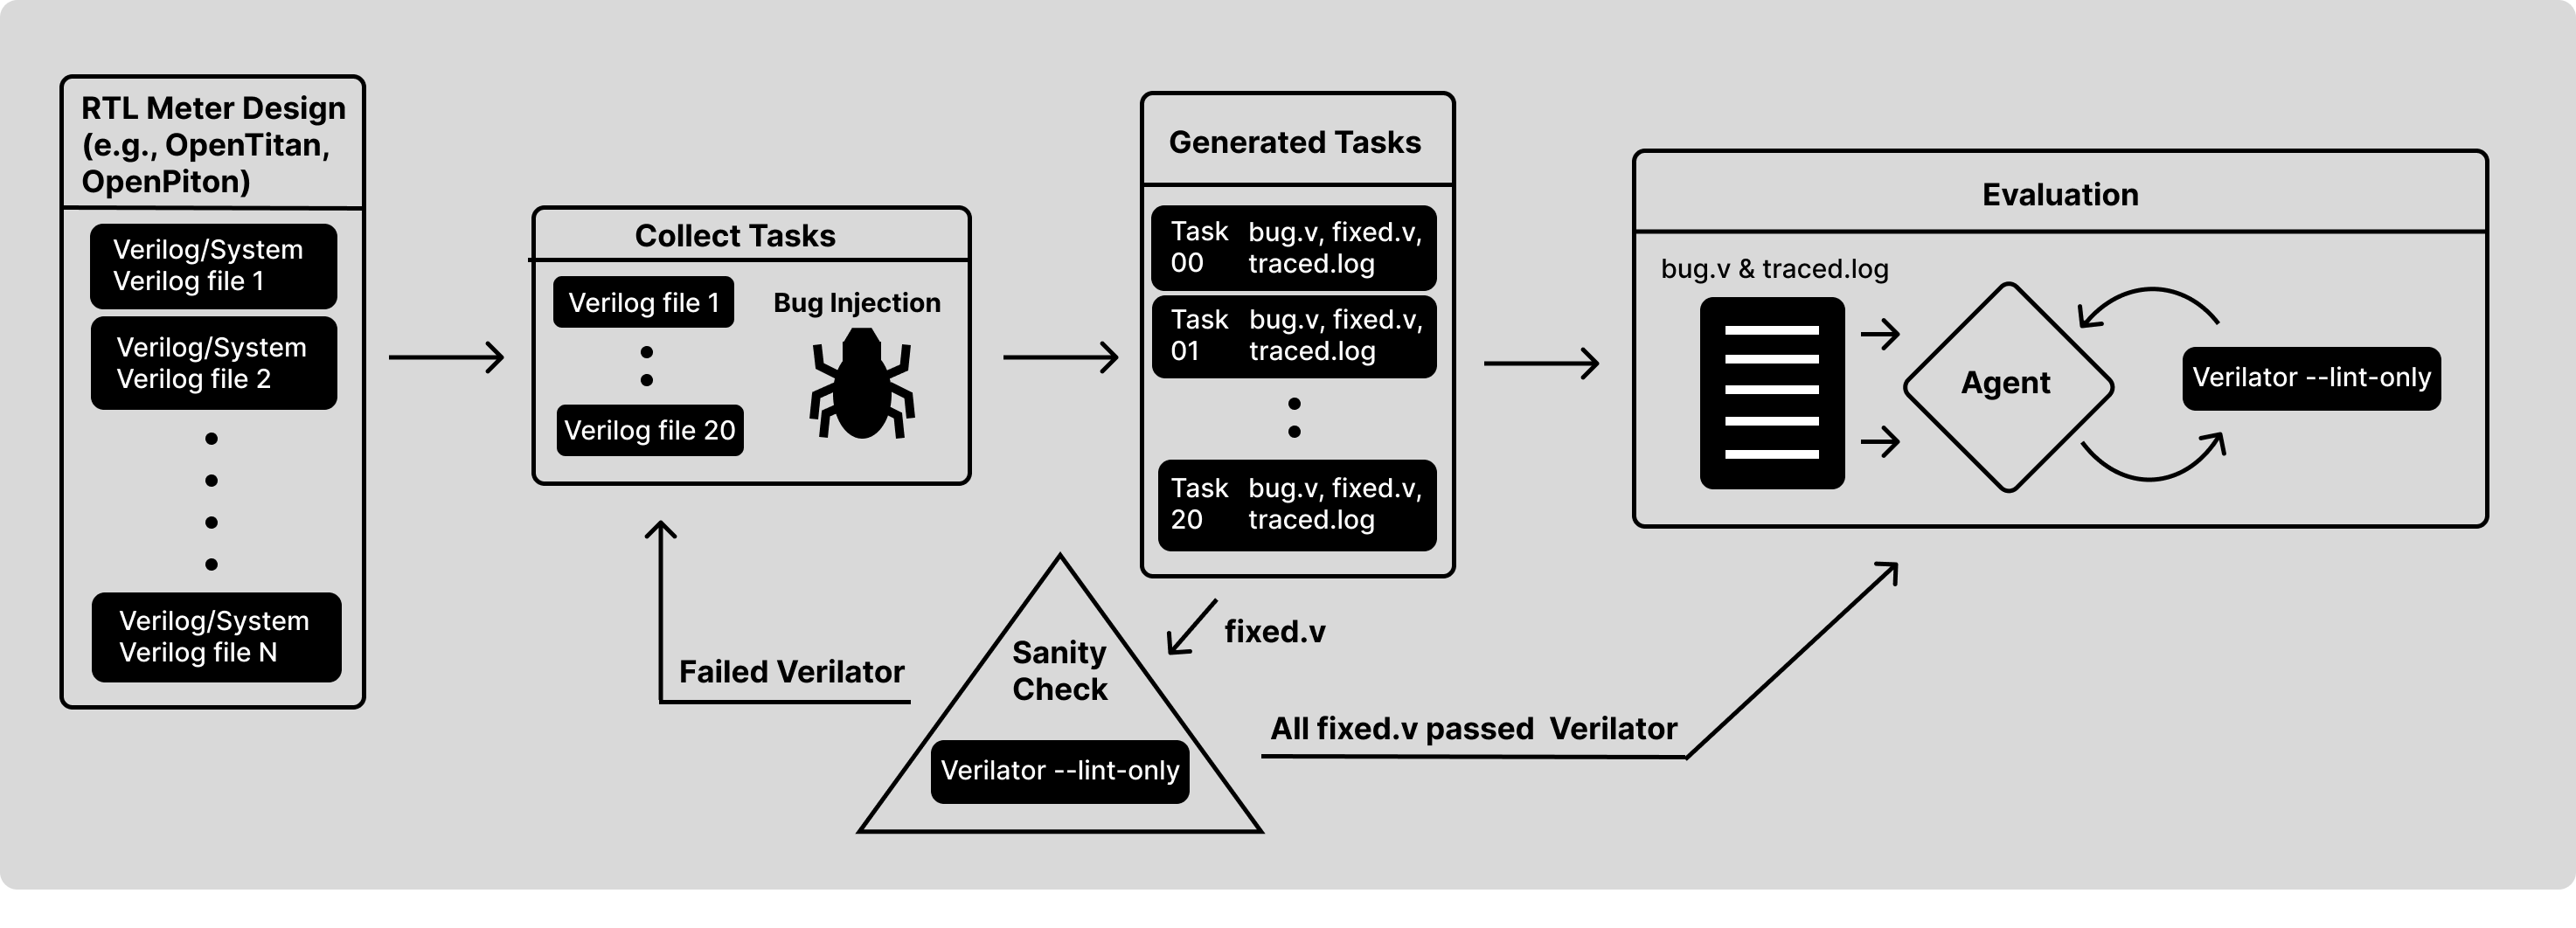 RTL Meter Design
(e.g., OpenTitan,
OpenPiton)
Verilog/System
Verilog file 1
Verilog/System
Verilog file 2
Verilog/System
Verilog file N
Collect Tasks
Verilog file 1
Verilog file 20
Bug Injection
Generated Tasks
Task 00 bug.v, fixed.v,
traced.log
Task 01 bug.v, fixed.v,
traced.log
Task 20 bug.v, fixed.v,
traced.log
Evaluation
bug.v & traced.log
Agent
Verilator --lint-only
fixed.v
Sanity
Check
Verilator --lint-only
Failed Verilator
All fixed.v passed Verilator